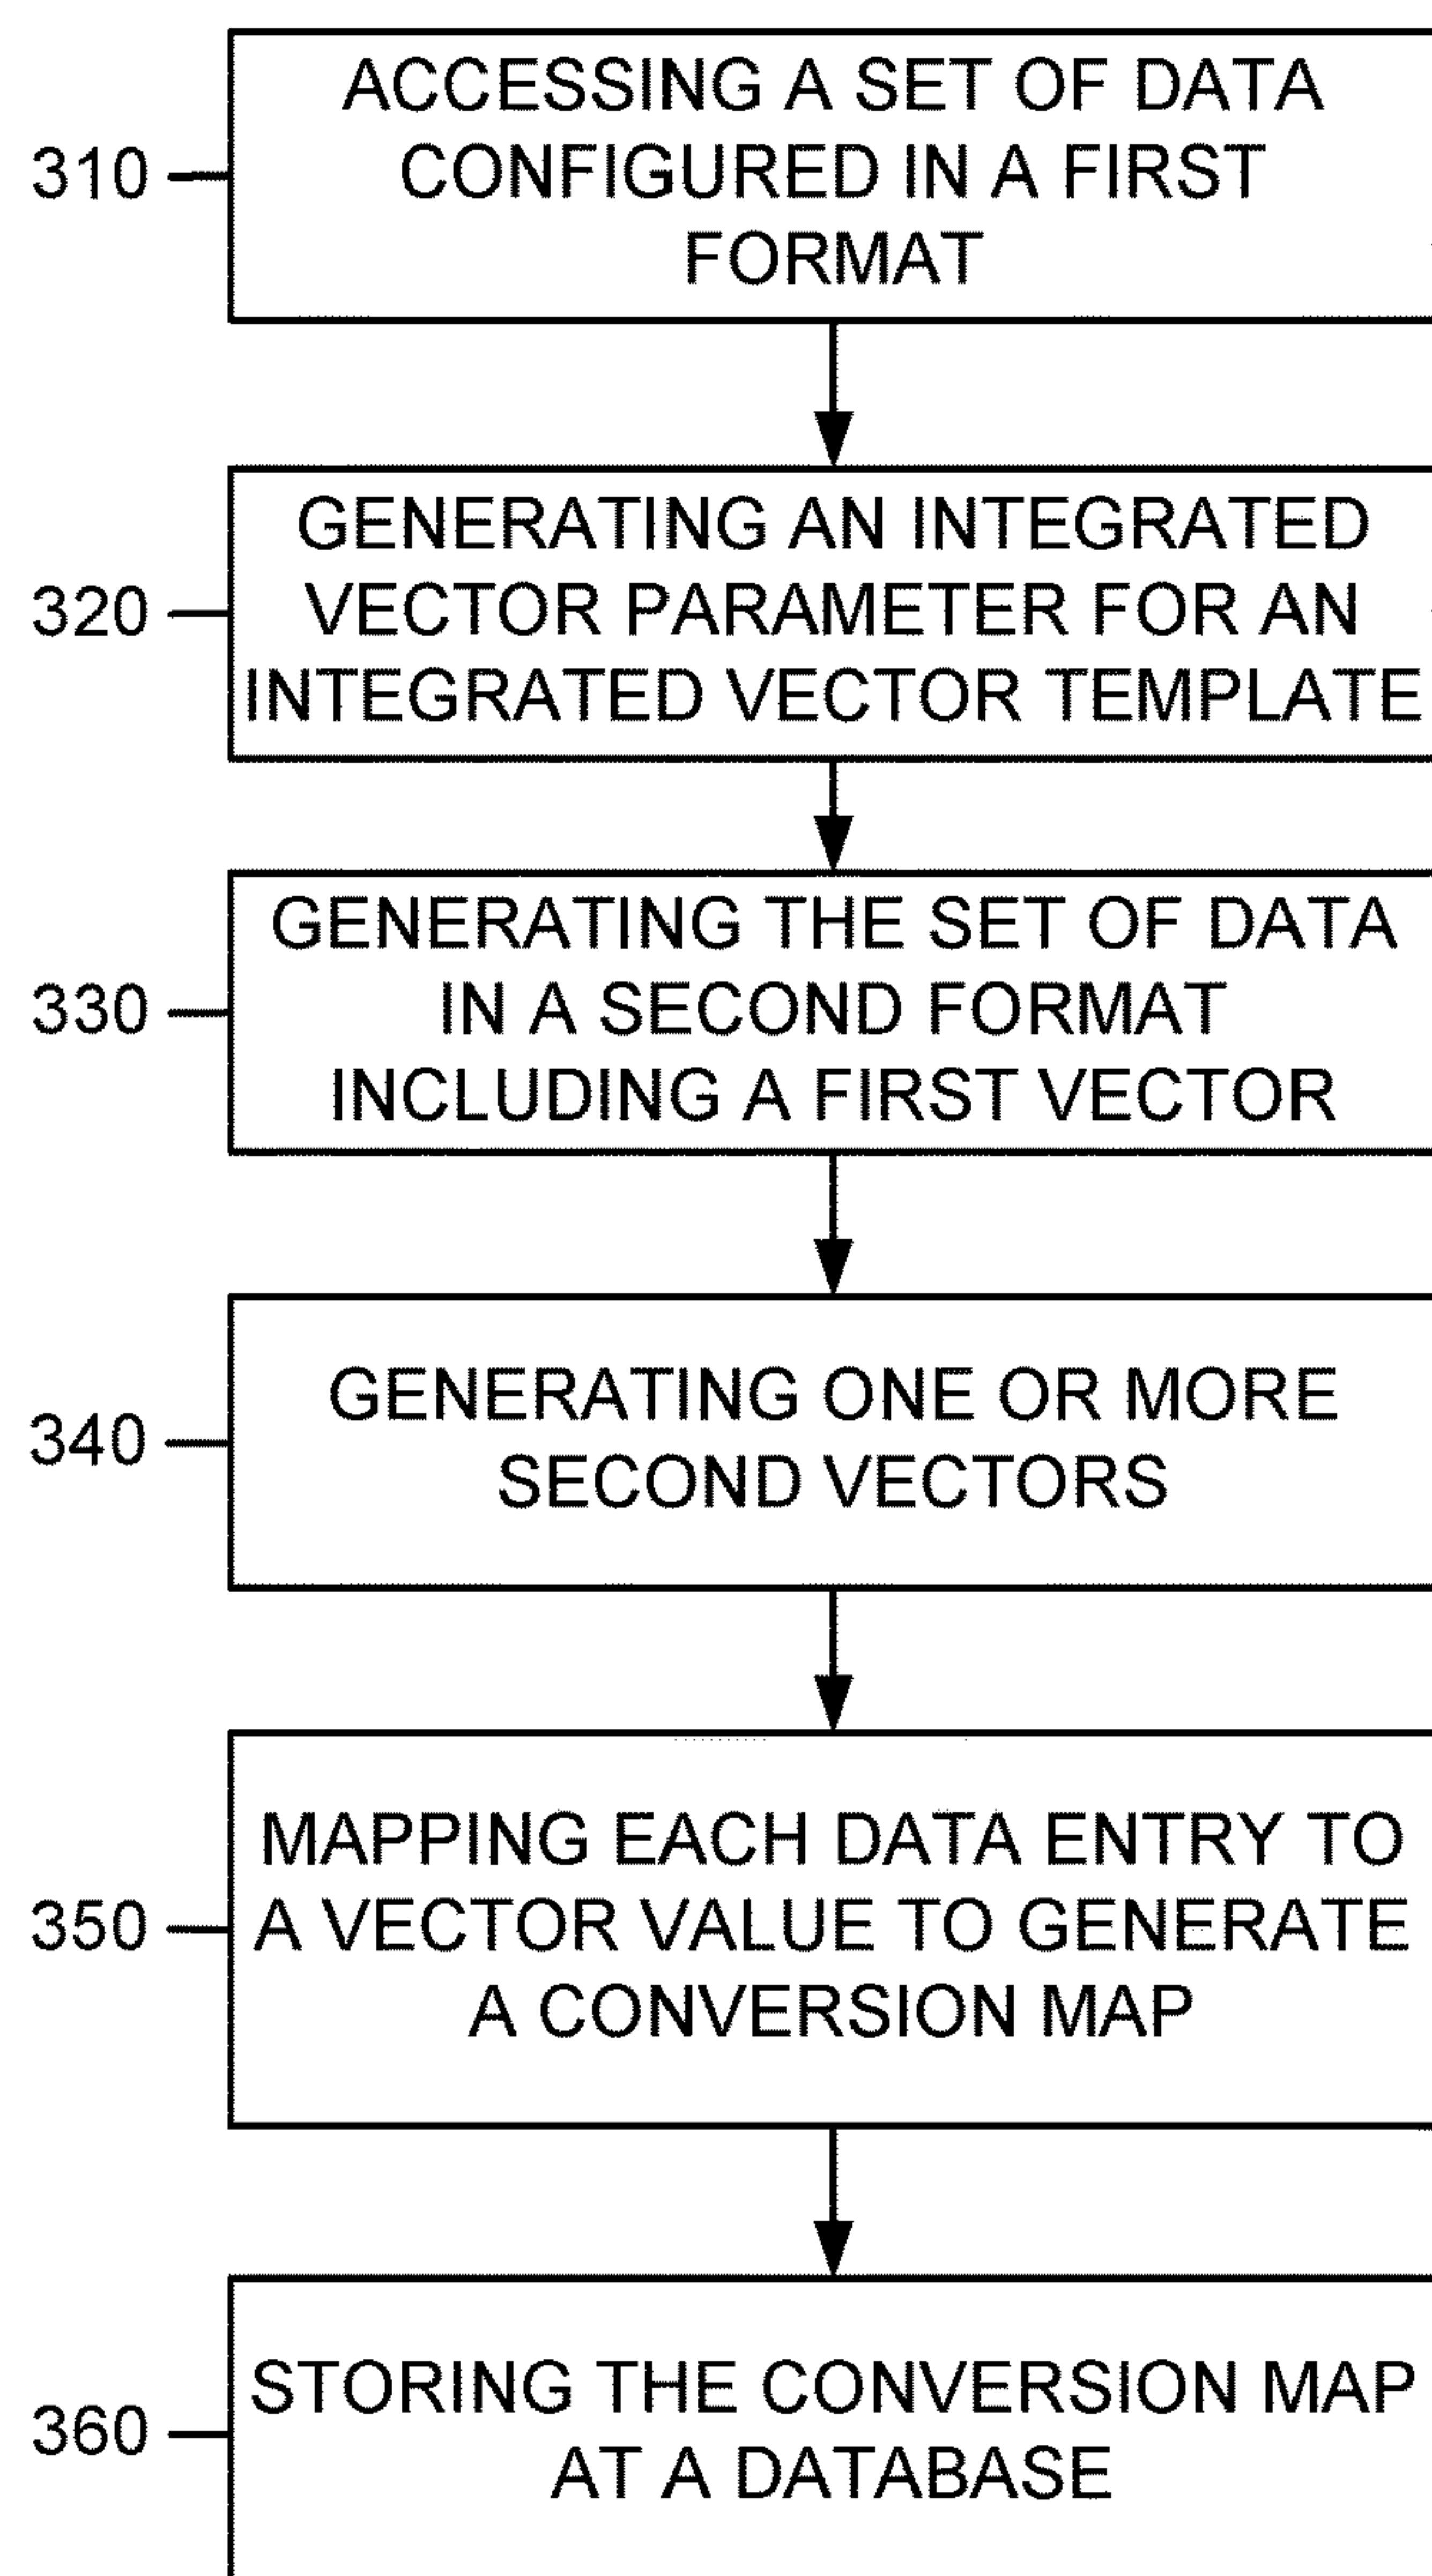 ACCESSING A SET OF DATA
CONFIGURED IN A FIRST
FORMAT
310
GENERATING AN INTEGRATED
VECTOR PARAMETER FOR AN
INTEGRATED VECTOR TEMPLATE
320
GENERATING THE SET OF DATA
IN A SECOND FORMAT
INCLUDING A FIRST VECTOR
330
GENERATING ONE OR MORE
SECOND VECTORS
340
MAPPING EACH DATA ENTRY TO
A VECTOR VALUE TO GENERATE
A CONVERSION MAP
350
STORING THE CONVERSION MAP
AT A DATABASE
360